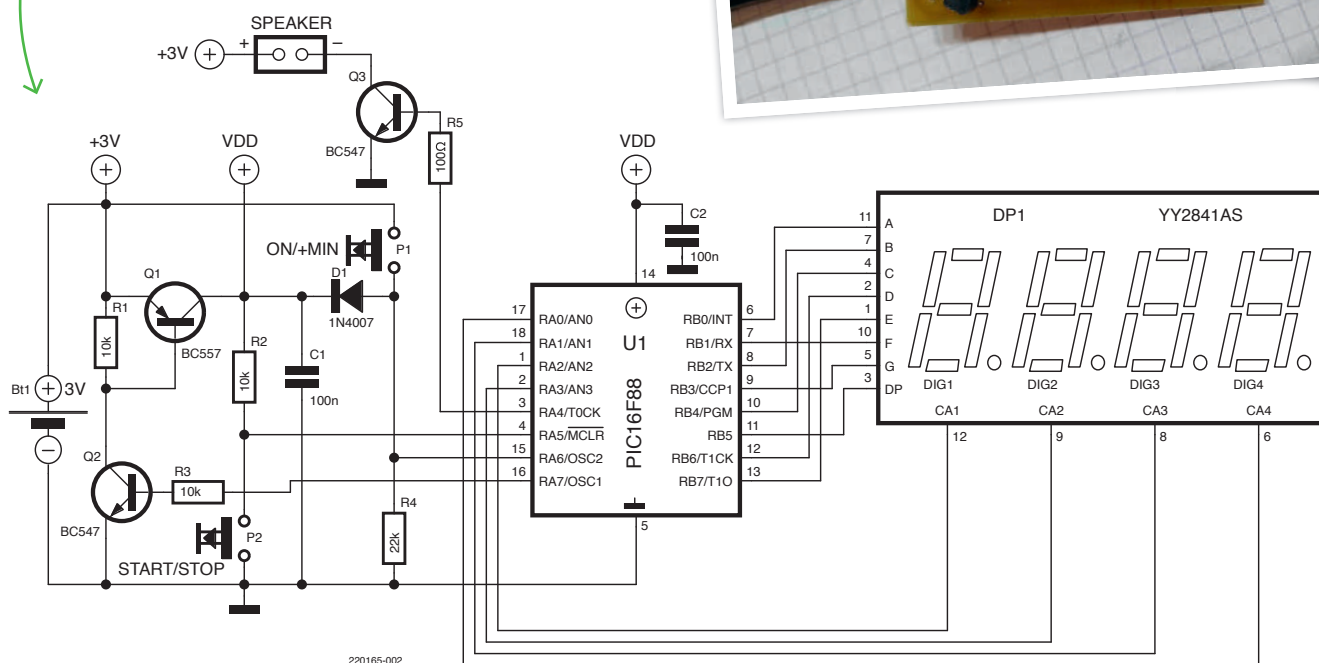 SPEAKER
+3V
+
–
Q3
BC547
R5
100Ω
+3V
VDD
VDD
C2
100n
ON/+MIN
P1
D1
1N4007
Q1
BC557
R1
10k
R2
10k
C1
100n
Bt1
3V
Q2
BC547
R3
10k
START/STOP
P2
R4
22k
14
U1
PIC16F88
17 RA0/AN0
18 RA1/AN1
1 RA2/AN2
2 RA3/AN3
3 RA4/T0CK
4 RA5/MCLR
15 RA6/OSC2
16 RA7/OSC1
RB0/INT 6
RB1/RX 7
RB2/TX 8
RB3/CCP1 9
RB4/PGM 10
RB5 11
RB6/T1CK 12
RB7/T1O 13
5
DP1
YY2841AS
11 A
7 B
4 C
2 D
1 E
10 F
5 G
3 DP
DIG1
DIG2
DIG3
DIG4
CA1
CA2
CA3
CA4
12
9
8
6
220165-002